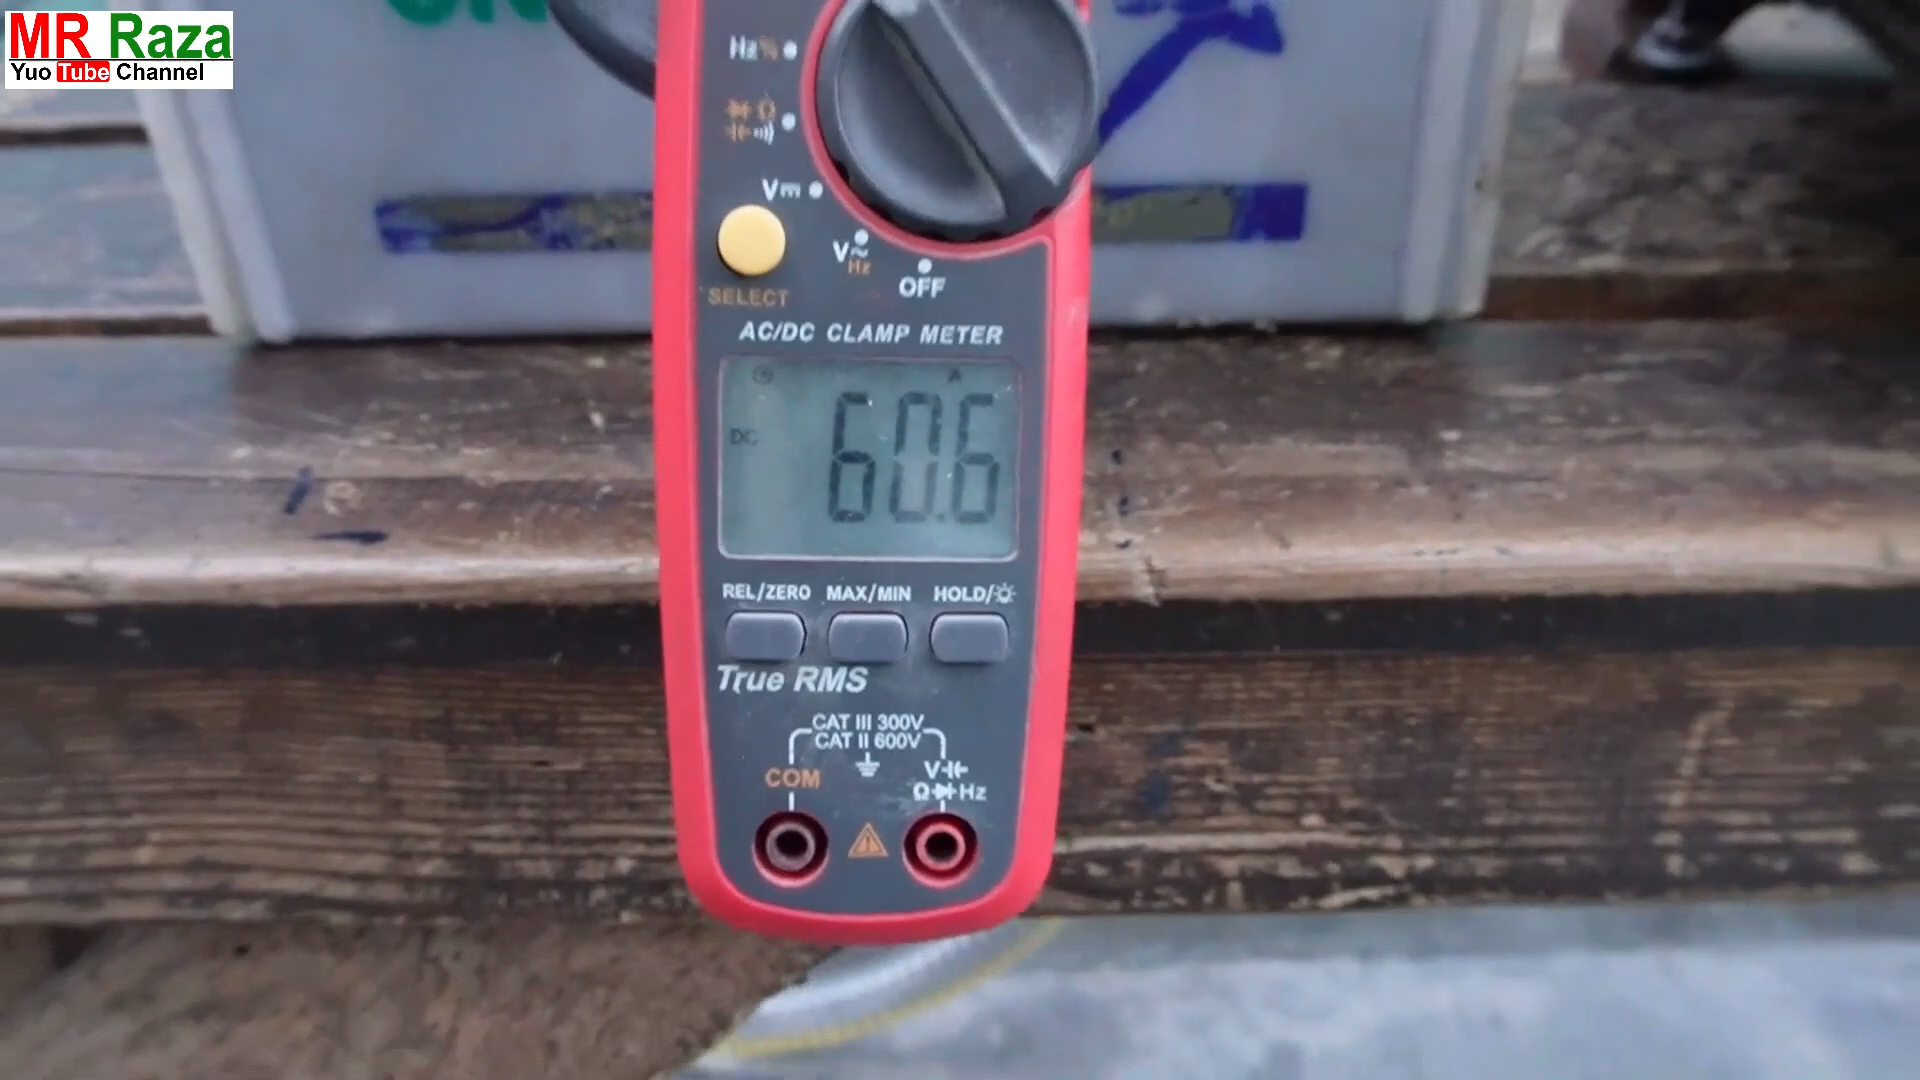 MR Raza
Yuo Tube Channel
Hz%
Ω
V
V Hz
OFF
SELECT
AC/DC CLAMP METER
A
DC
60.6
REL/ZERO MAX/MIN HOLD/
True RMS
CAT III 300V
CAT II 600V
COM
V
Ω Hz